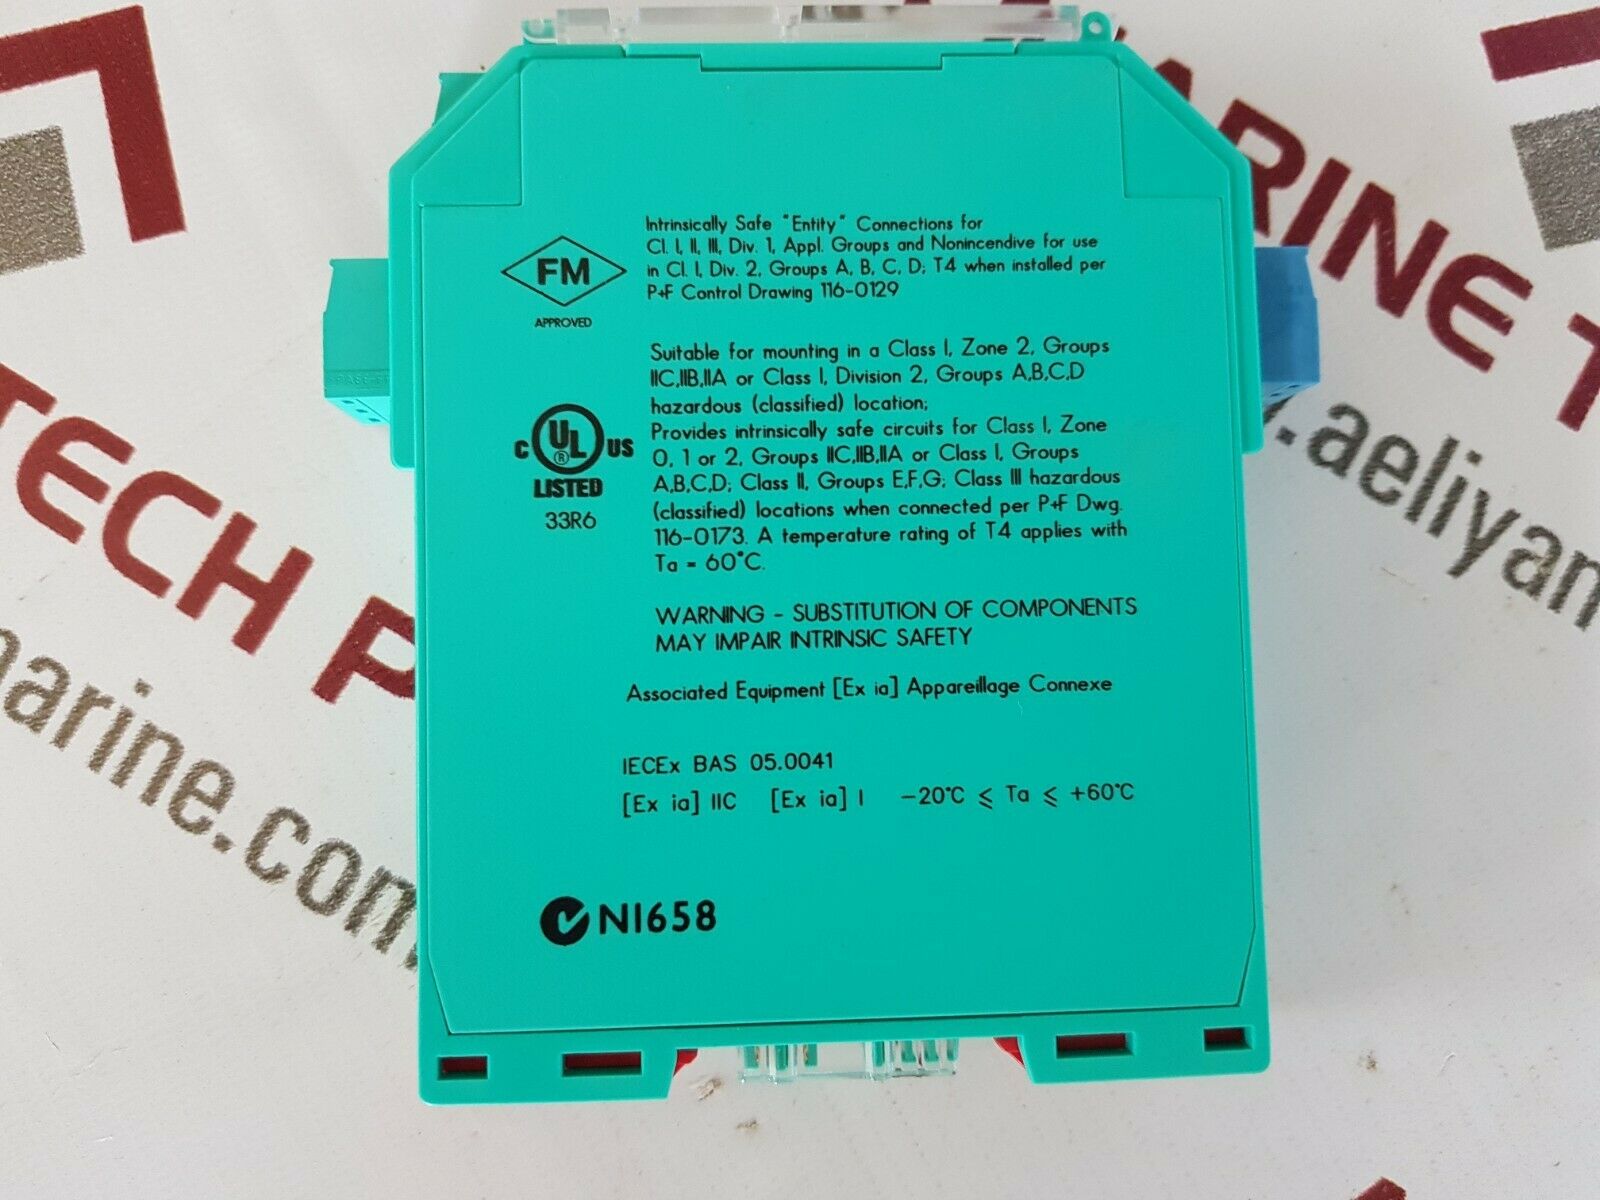 Intrinsically Safe "Entity" Connections for
Cl. I, II, III, Div. 1, Appl. Groups and Nonincendive for use
in Cl. I, Div. 2, Groups A, B, C, D; T4 when installed per
P+F Control Drawing 116-0129
FM
APPROVED
Suitable for mounting in a Class I, Zone 2, Groups
IIC,IIB,IIA or Class I, Division 2, Groups A,B,C,D
hazardous (classified) location;
Provides intrinsically safe circuits for Class I, Zone
0, 1 or 2, Groups IIC,IIB,IIA or Class I, Groups
A,B,C,D; Class II, Groups E,F,G; Class III hazardous
(classified) locations when connected per P+F Dwg.
116-0173. A temperature rating of T4 applies with
Ta = 60°C.
C UL ® US
LISTED
33R6
WARNING - SUBSTITUTION OF COMPONENTS
MAY IMPAIR INTRINSIC SAFETY
Associated Equipment [Ex ia] Appareillage Connexe
IECEx BAS 05.0041
[Ex ia] IIC [Ex ia] I -20°C ≤ Ta ≤ +60°C
N1658
TECH P
marine.com
ARINE T
.aeliyam